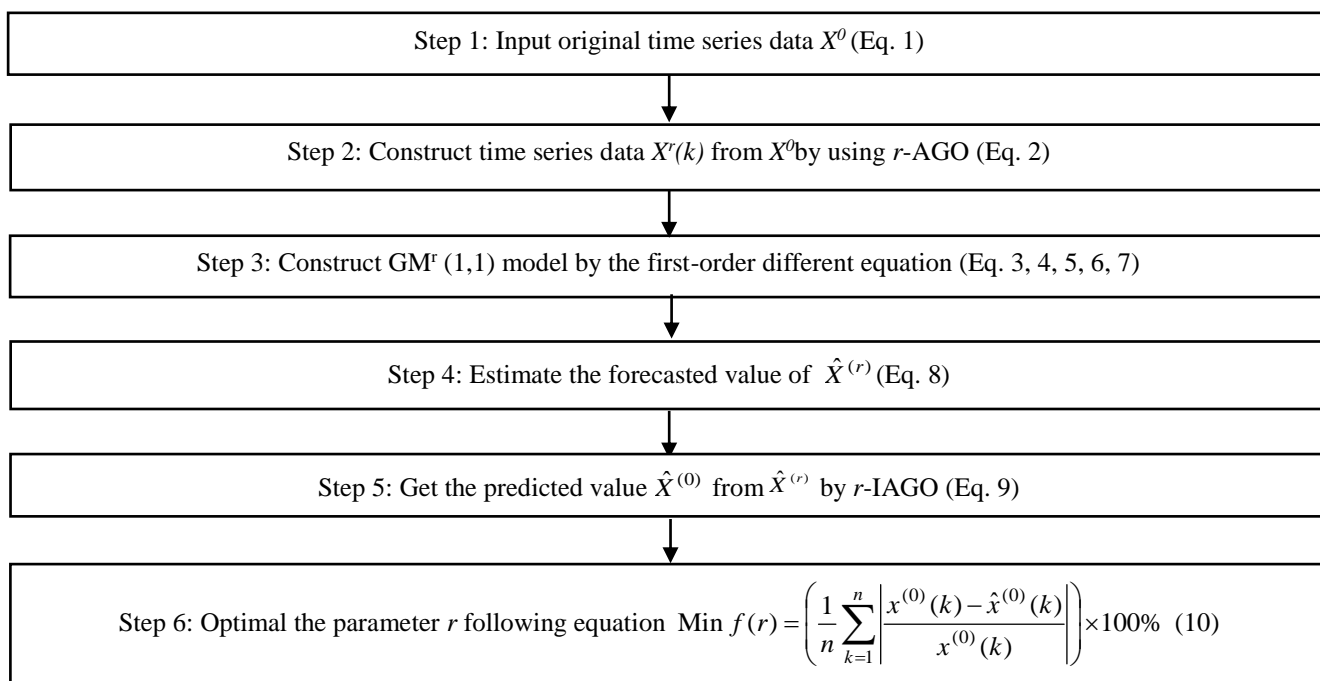 Step 1: Input original time series data X⁰ (Eq. 1)
Step 2: Construct time series data Xʳ(k) from X⁰by using r-AGO (Eq. 2)
Step 3: Construct GMʳ (1,1) model by the first-order different equation (Eq. 3, 4, 5, 6, 7)
Step 4: Estimate the forecasted value of X̂⁽ʳ⁾ (Eq. 8)
Step 5: Get the predicted value X̂⁽⁰⁾ from X̂⁽ʳ⁾ by r-IAGO (Eq. 9)
Step 6: Optimal the parameter r following equation Min f(r) = (1/n ∑_{k=1}^{n} |(x⁽⁰⁾(k) − x̂⁽⁰⁾(k)) / x⁽⁰⁾(k)|) ×100% (10)